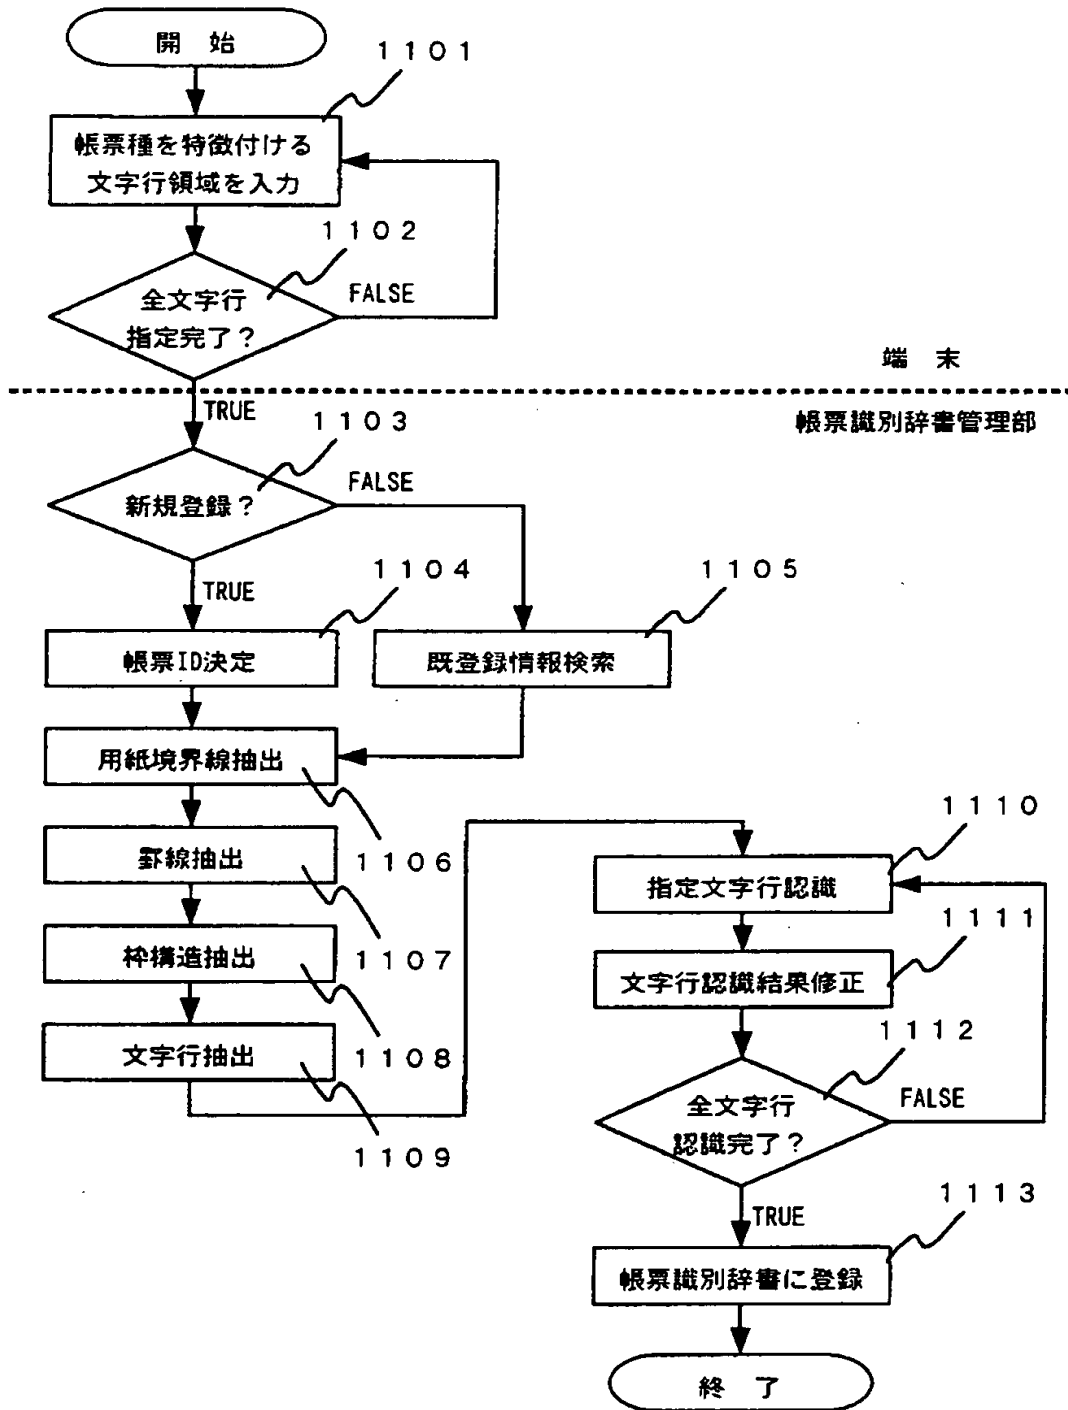 開 始
1101
帳票種を特徴付ける
文字行領域を入力
1102
全文字行
指定完了?
FALSE
端 末
TRUE
帳票識別辞書管理部
1103
新規登録?
FALSE
TRUE
1104
1105
帳票ID決定
既登録情報検索
用紙境界線抽出
1106
罫線抽出
1107
枠構造抽出
1108
文字行抽出
1109
1110
指定文字行認識
1111
文字行認識結果修正
1112
全文字行
認識完了?
FALSE
TRUE
1113
帳票識別辞書に登録
終 了